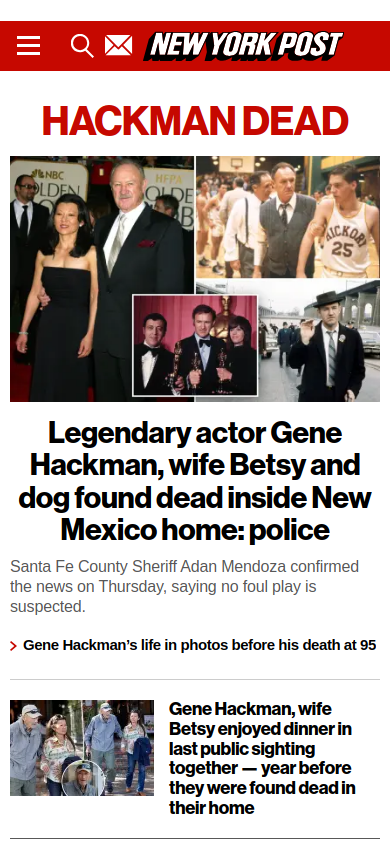 NEW YORK POST
HACKMAN DEAD
NBC
GOLDEN
HFPA
GOLDE
HICKORY
25
Legendary actor Gene
Hackman, wife Betsy and
dog found dead inside New
Mexico home: police
Santa Fe County Sheriff Adan Mendoza confirmed
the news on Thursday, saying no foul play is
suspected.
Gene Hackman’s life in photos before his death at 95
Gene Hackman, wife
Betsy enjoyed dinner in
last public sighting
together — year before
they were found dead in
their home